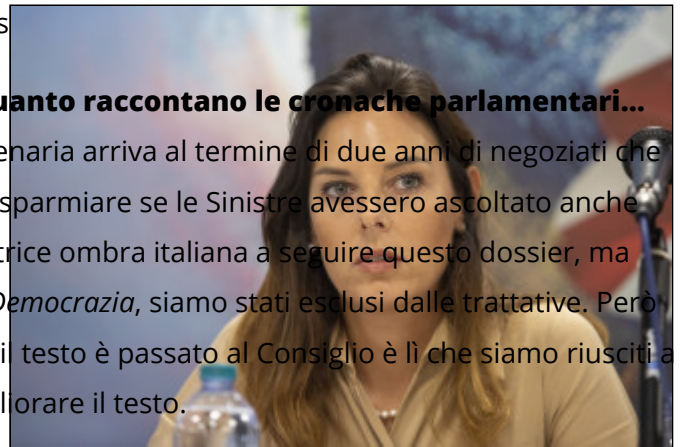 s
uanto raccontano le cronache parlamentari...
enaria arriva al termine di due anni di negoziati che
sparmiare se le Sinistre avessero ascoltato anche
trice ombra italiana a seguire questo dossier, ma
Democrazia, siamo stati esclusi dalle trattative. Però
il testo è passato al Consiglio è lì che siamo riusciti a
liorare il testo.